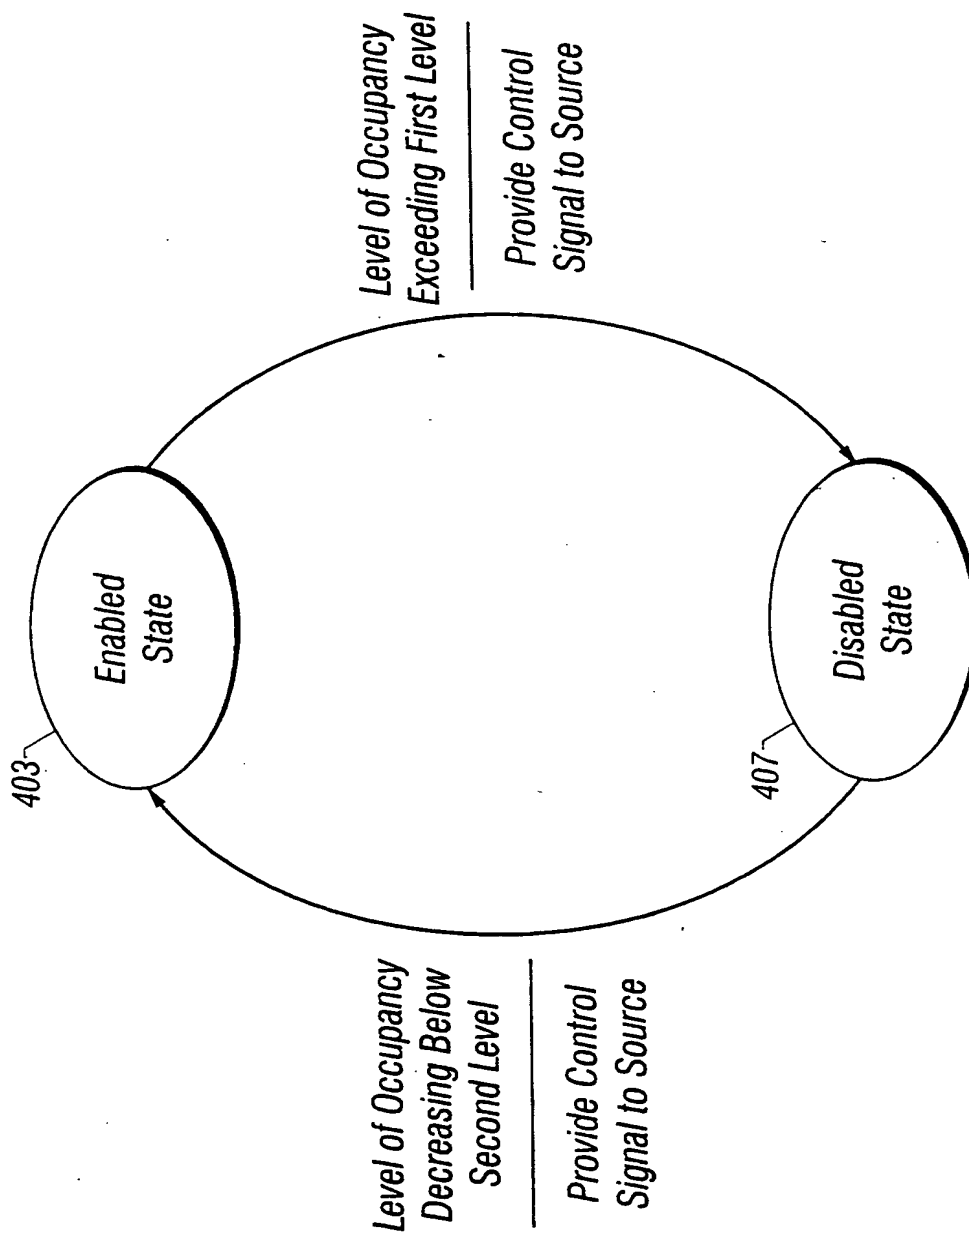 403
Enabled
State
Level of Occupancy
Exceeding First Level
Provide Control
Signal to Source
Level of Occupancy
Decreasing Below
Second Level
Provide Control
Signal to Source
407
Disabled
State